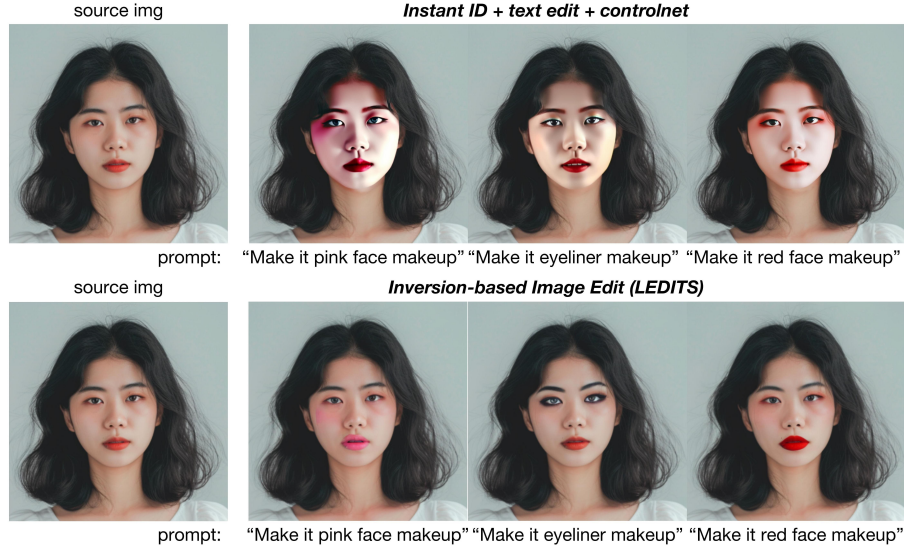 source img
Instant ID + text edit + controlnet
prompt:
“Make it pink face makeup”
“Make it eyeliner makeup”
“Make it red face makeup”
source img
Inversion-based Image Edit (LEDITS)
prompt:
“Make it pink face makeup”
“Make it eyeliner makeup”
“Make it red face makeup”